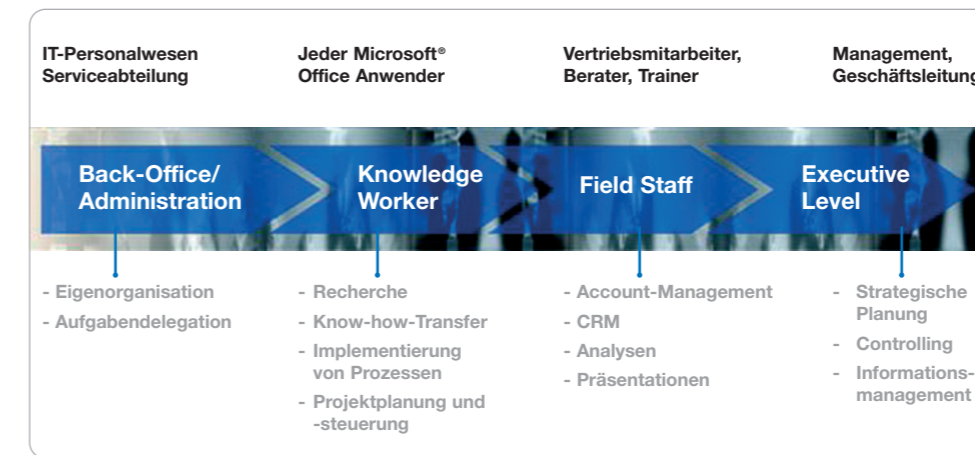 IT-Personalwesen
Serviceabteilung
Jeder Microsoft®
Office Anwender
Vertriebsmitarbeiter,
Berater, Trainer
Management,
Geschäftsleitung
Back-Office/
Administration
Knowledge
Worker
Field Staff
Executive
Level
- Eigenorganisation
- Aufgabendelegation
- Recherche
- Know-how-Transfer
- Implementierung
von Prozessen
- Projektplanung und
-steuerung
- Account-Management
- CRM
- Analysen
- Präsentationen
- Strategische
Planung
- Controlling
- Informations-
management